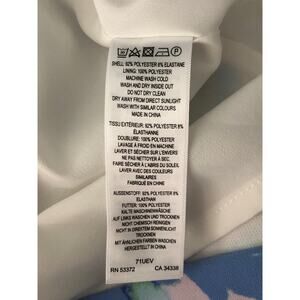 SHELL: 92% POLYESTER 8% ELASTANE
LINING: 100% POLYESTER
MACHINE WASH COLD
WASH AND DRY INSIDE OUT
DO NOT DRY CLEAN
DRY AWAY FROM DIRECT SUNLIGHT
WASH WITH SIMILAR COLOURS
MADE IN CHINA
TISSU EXTÉRIEUR: 92% POLYESTER 8%
ÉLASTHANNE
DOUBLURE: 100% POLYESTER
LAVAGE À FROID EN MACHINE
LAVER ET SÉCHER SUR L'ENVERS
NE PAS NETTOYER À SEC
FAIRE SÉCHER À L'ABRIS DU SOLEIL
LAVER AVEC DES COULEURS
SIMILAIRES
FABRIQUÉ EN CHINE
AUSSENSTOFF: 92% POLYESTER 8%
ELASTHAN
FUTTER: 100% POLYESTER
KALTE MASCHINENWÄSCHE
AUF LINKS WASCHEN UND TROCKNEN
NICHT CHEMISCH REINIGEN
NICHT IN DIREKTEM SONNENLICHT
TROCKNEN
MIT ÄHNLICHEN FARBEN WASCHEN
HERGESTELLT IN CHINA
71UEV
RN 53372 CA 34338